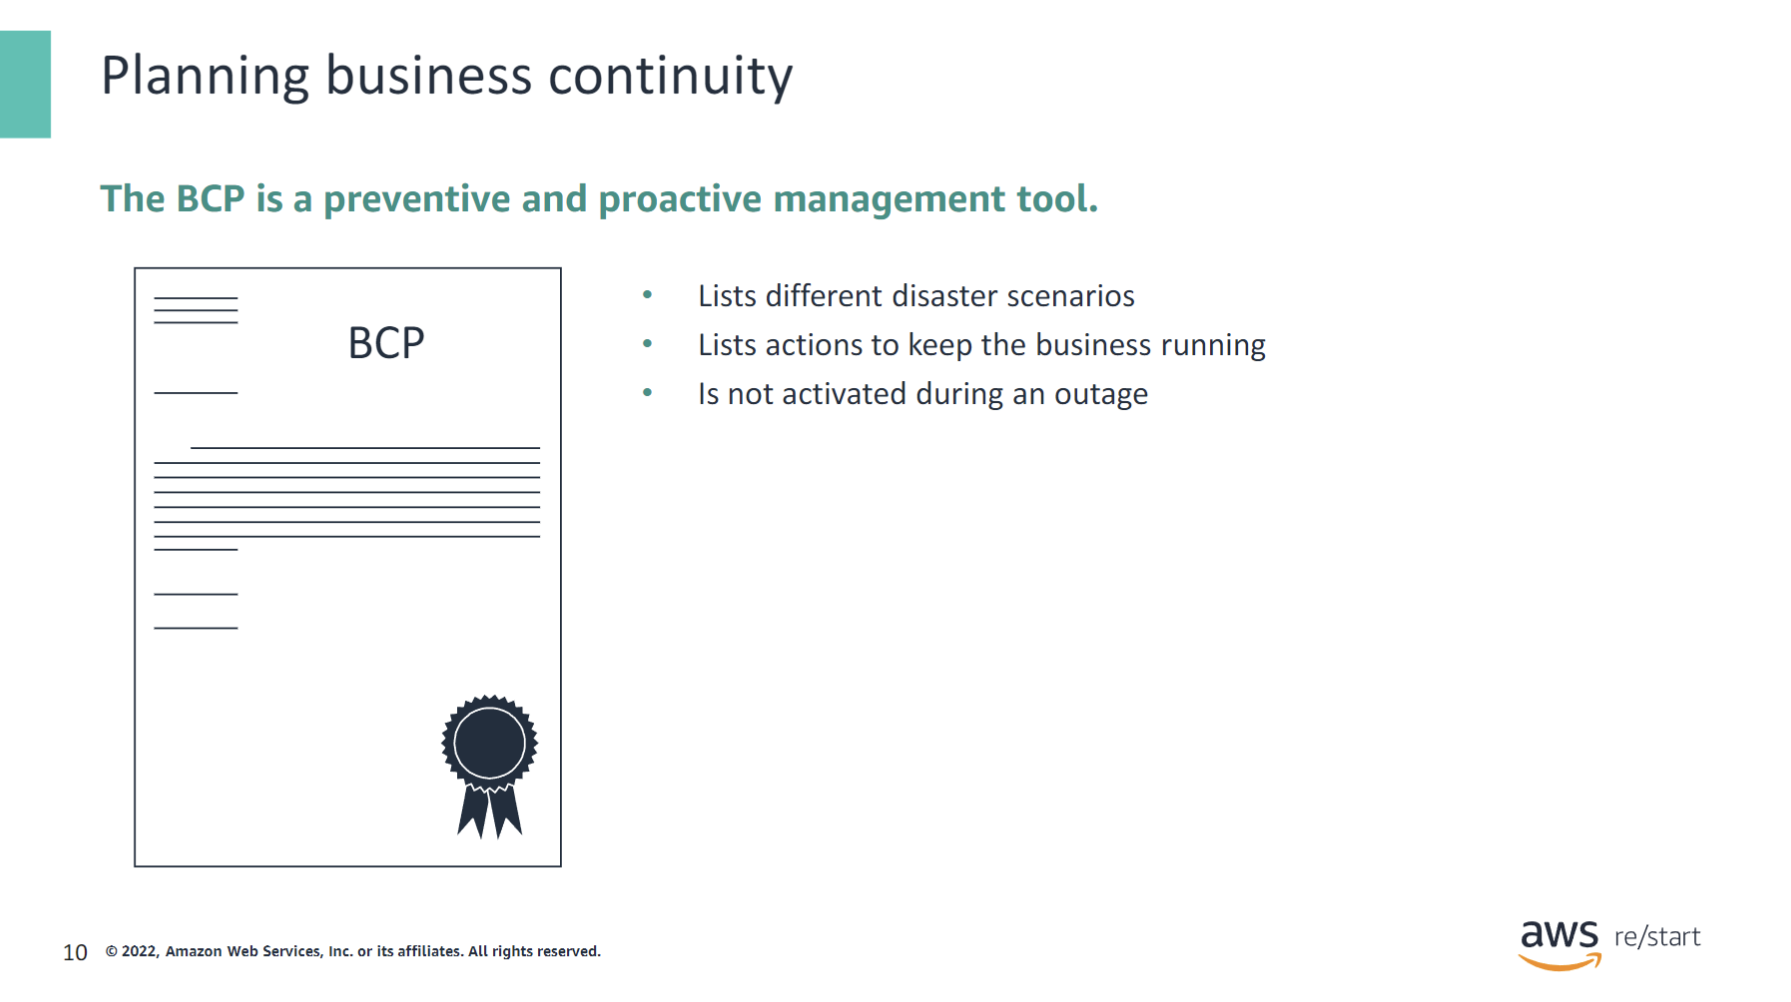 Planning business continuity
The BCP is a preventive and proactive management tool.
BCP
• Lists different disaster scenarios
• Lists actions to keep the business running
• Is not activated during an outage
10 © 2022, Amazon Web Services, Inc. or its affiliates. All rights reserved.
aws re/start